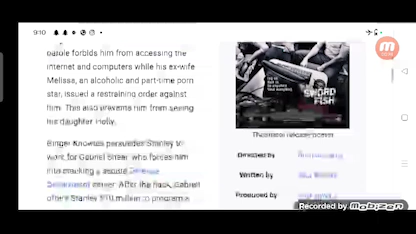 9:10
parole forbids him from accessing the
internet and computers while his ex-wife
Melissa, an alcoholic and part-time porn
star, issued a restraining order against
him. This also prevents him from seeing
his daughter Holly.
Ginger Knowles persuades Stanley to
work for Gabriel Shear who forces him
into cracking a secure Defense
Department server. After the hack, Gabriel
offers Stanley $10 million to program a
SWORD
FISH
Theatrical release poster
Directed by
Written by
Produced by
Recorded by Mobizen